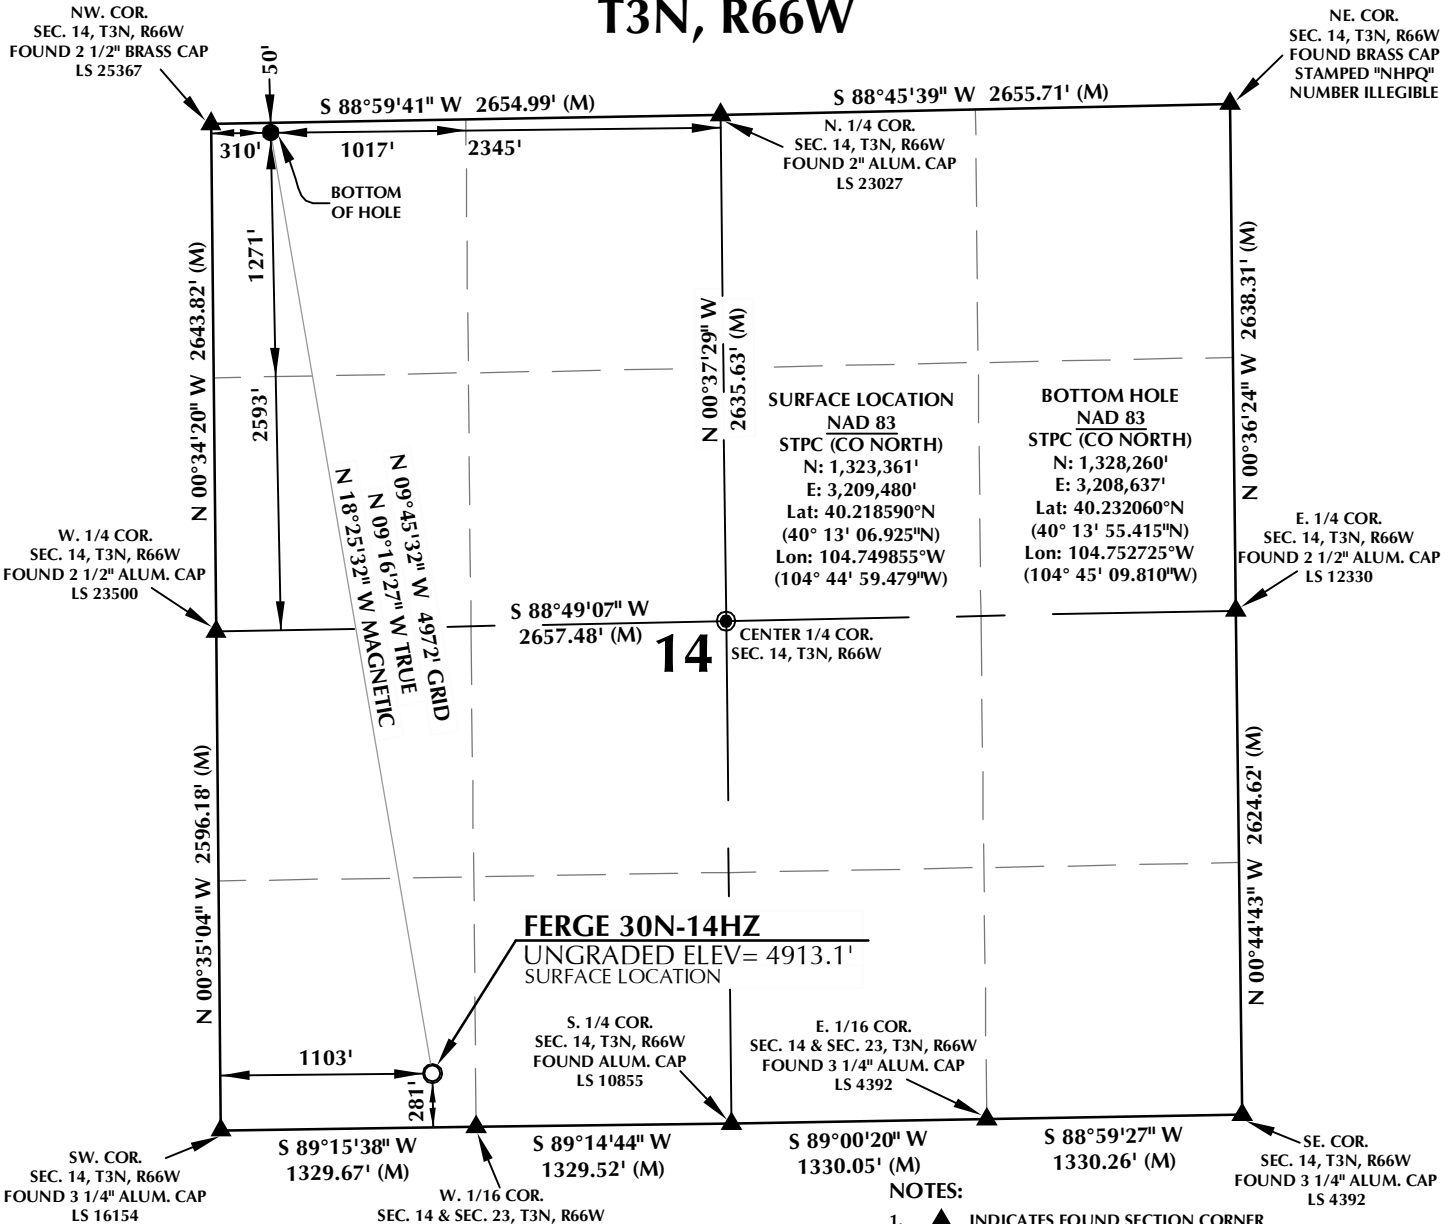 T3N, R66W
NW. COR.
SEC. 14, T3N, R66W
FOUND 2 1/2" BRASS CAP
LS 25367
50'
S 88°59'41" W 2654.99' (M)
S 88°45'39" W 2655.71' (M)
NE. COR.
SEC. 14, T3N, R66W
FOUND BRASS CAP
STAMPED "NHPQ"
NUMBER ILLEGIBLE
310'
1017'
2345'
N. 1/4 COR.
SEC. 14, T3N, R66W
FOUND 2" ALUM. CAP
LS 23027
BOTTOM
OF HOLE
1271'
2593'
N 00°34'20" W 2643.82' (M)
N 00°37'29" W
2635.63' (M)
N 00°36'24" W 2638.31' (M)
SURFACE LOCATION
NAD 83
STPC (CO NORTH)
N: 1,323,361'
E: 3,209,480'
Lat: 40.218590°N
(40° 13' 06.925"N)
Lon: 104.749855°W
(104° 44' 59.479"W)
BOTTOM HOLE
NAD 83
STPC (CO NORTH)
N: 1,328,260'
E: 3,208,637'
Lat: 40.232060°N
(40° 13' 55.415"N)
Lon: 104.752725°W
(104° 45' 09.810"W)
N 09°45'32" W 4972' GRID
N 09°16'27" W TRUE
N 18°25'32" W MAGNETIC
W. 1/4 COR.
SEC. 14, T3N, R66W
FOUND 2 1/2" ALUM. CAP
LS 23500
E. 1/4 COR.
SEC. 14, T3N, R66W
FOUND 2 1/2" ALUM. CAP
LS 12330
S 88°49'07" W
2657.48' (M)
14
CENTER 1/4 COR.
SEC. 14, T3N, R66W
N 00°35'04" W 2596.18' (M)
N 00°44'43" W 2624.62' (M)
FERGE 30N-14HZ
UNGRADED ELEV= 4913.1'
SURFACE LOCATION
1103'
281'
S. 1/4 COR.
SEC. 14, T3N, R66W
FOUND ALUM. CAP
LS 10855
E. 1/16 COR.
SEC. 14 & SEC. 23, T3N, R66W
FOUND 3 1/4" ALUM. CAP
LS 4392
SW. COR.
SEC. 14, T3N, R66W
FOUND 3 1/4" ALUM. CAP
LS 16154
S 89°15'38" W
1329.67' (M)
S 89°14'44" W
1329.52' (M)
S 89°00'20" W
1330.05' (M)
S 88°59'27" W
1330.26' (M)
SE. COR.
SEC. 14, T3N, R66W
FOUND 3 1/4" ALUM. CAP
LS 4392
W. 1/16 COR.
SEC. 14 & SEC. 23, T3N, R66W
NOTES:
1. INDICATES FOUND SECTION CORNER